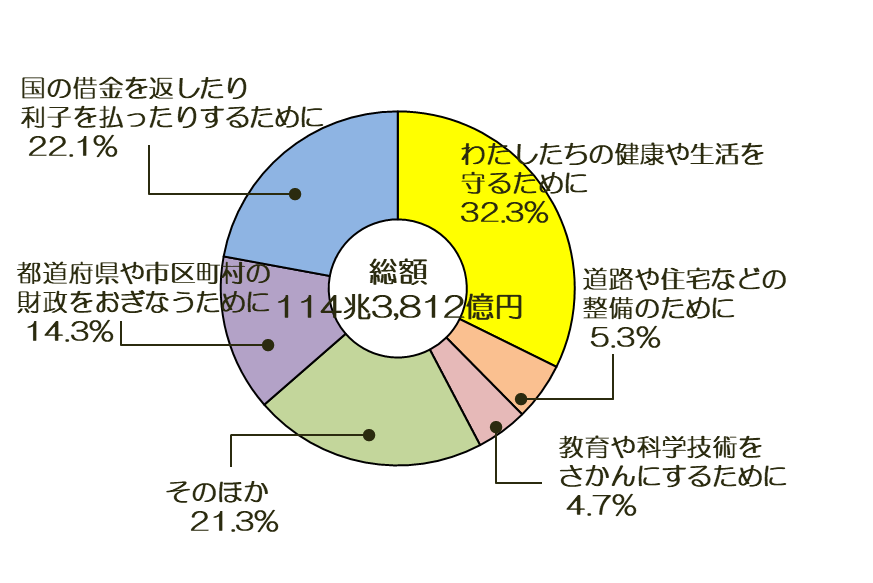 国の借金を返したり
利子を払ったりするために
22.1%
わたしたちの健康や生活を
守るために
32.3%
都道府県や市区町村の
財政をおぎなうために
14.3%
総額
114兆3,812億円
道路や住宅などの
整備のために
5.3%
教育や科学技術を
さかんにするために
4.7%
そのほか
21.3%